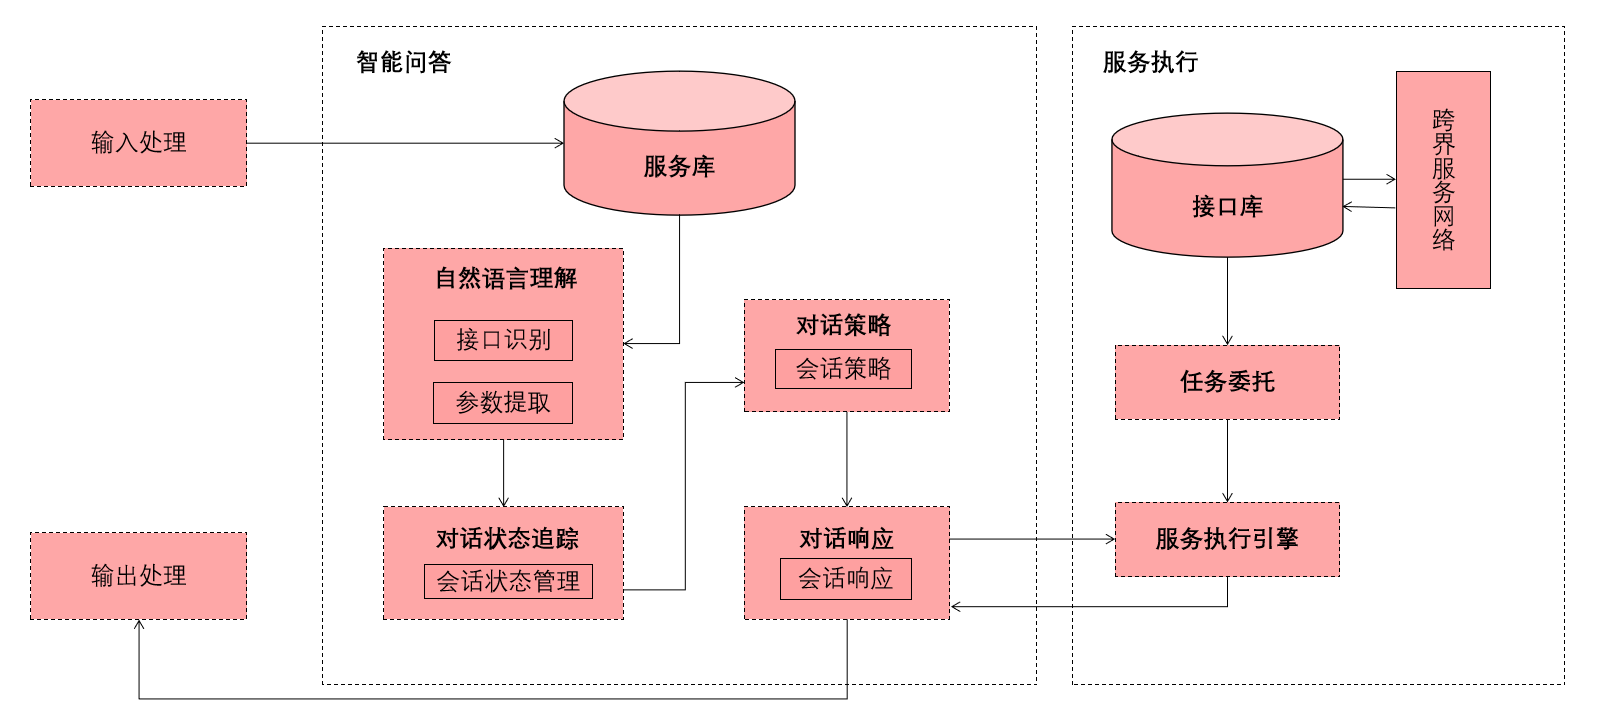 智能问答
服务执行
输入处理
服务库
接口库
跨界服务网络
自然语言理解
接口识别
参数提取
对话策略
会话策略
任务委托
对话状态追踪
会话状态管理
对话响应
会话响应
服务执行引擎
输出处理